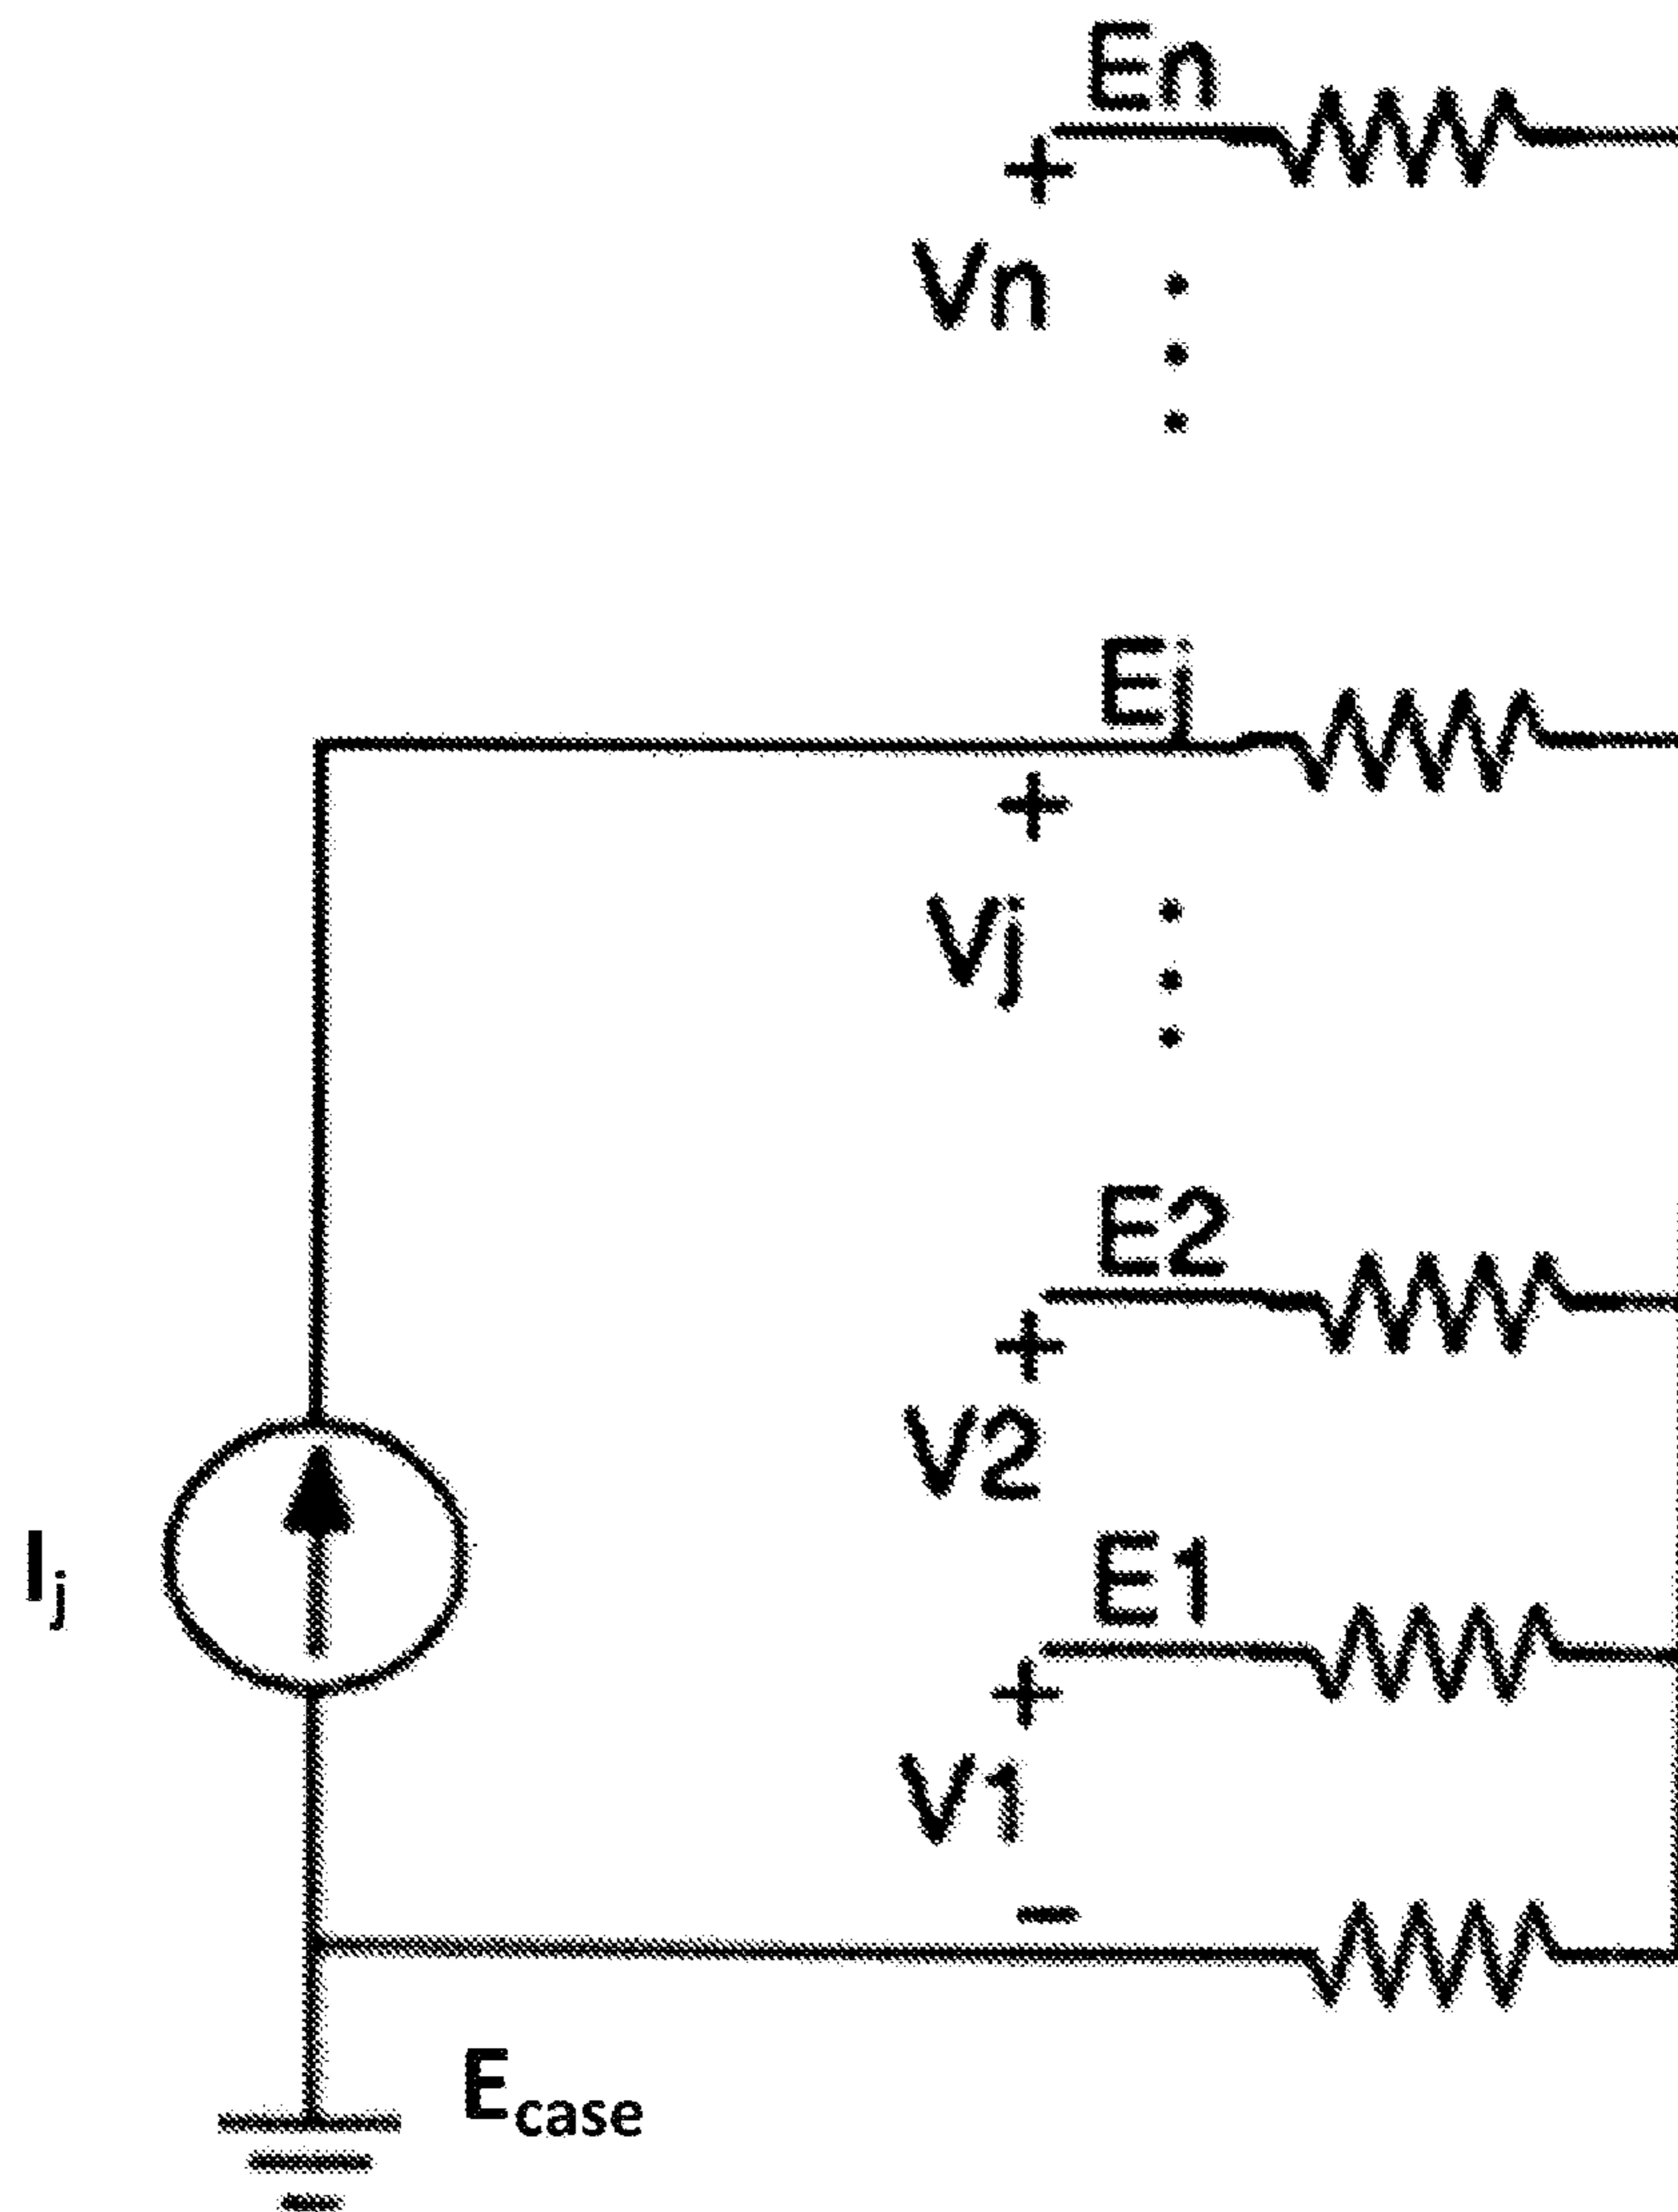 En
+
Vn
Ej
+
Vj
E2
+
V2
E1
Ij
+
V1
-
Ecase